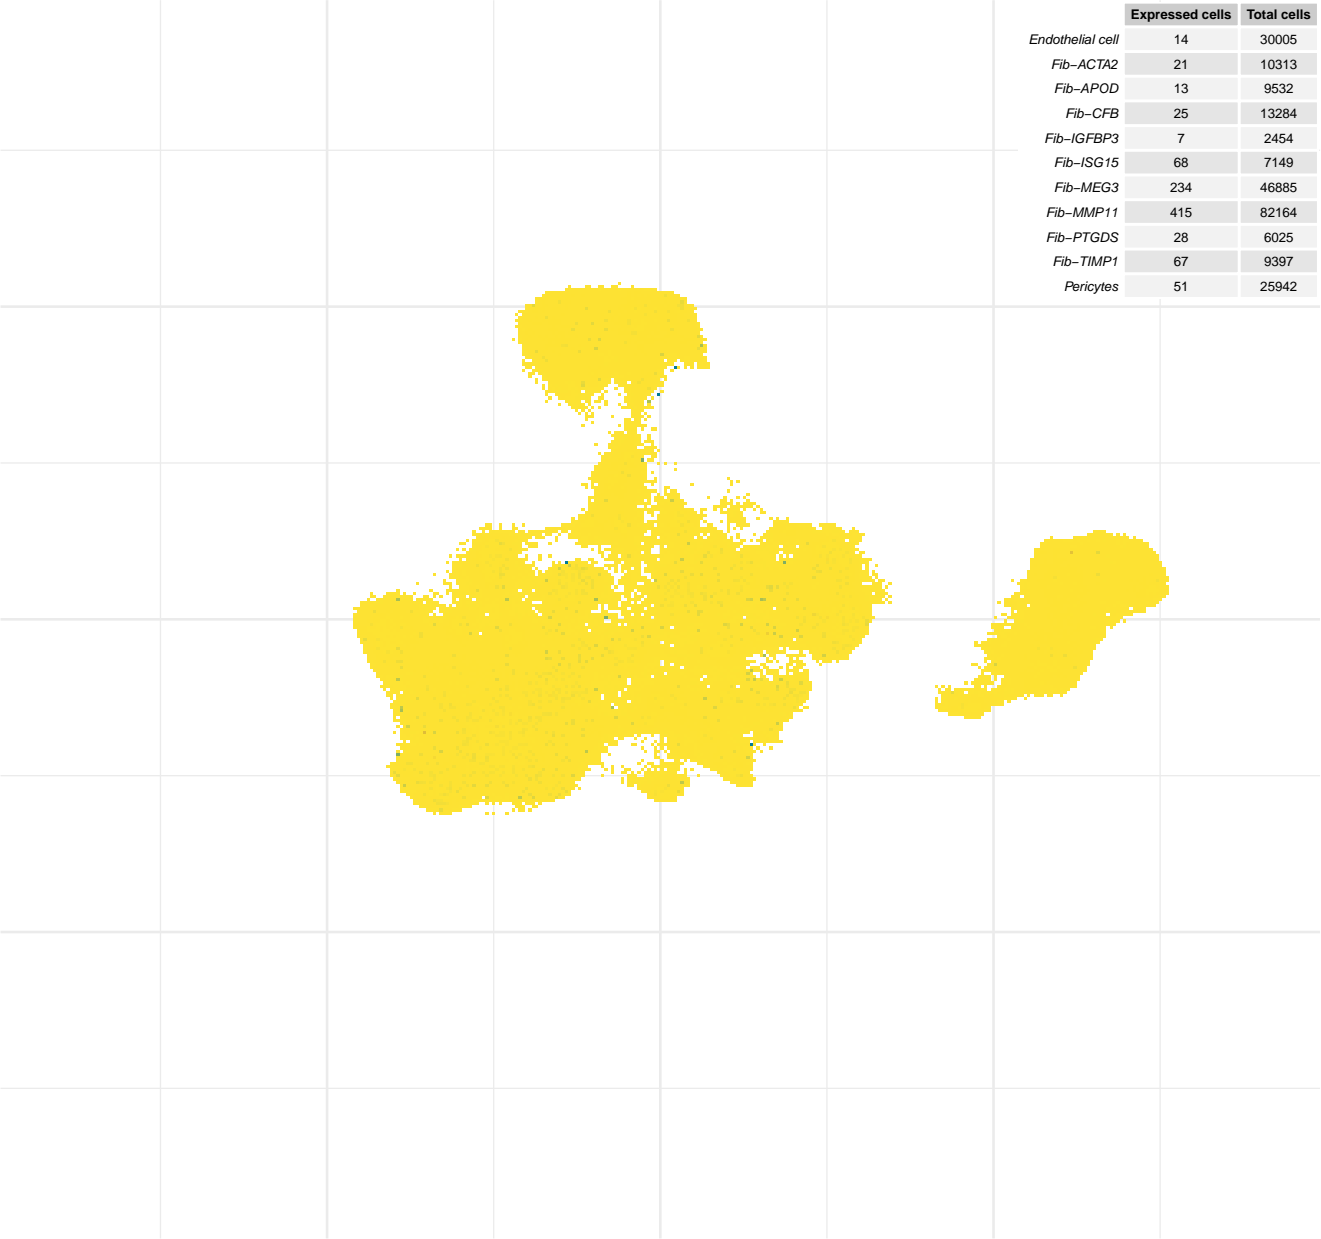 Expressed cells Total cells
Endothelial cell 14 30005
Fib−ACTA2 21 10313
Fib−APOD 13 9532
Fib−CFB 25 13284
Fib−IGFBP3 7 2454
Fib−ISG15 68 7149
Fib−MEG3 234 46885
Fib−MMP11 415 82164
Fib−PTGDS 28 6025
Fib−TIMP1 67 9397
Pericytes 51 25942